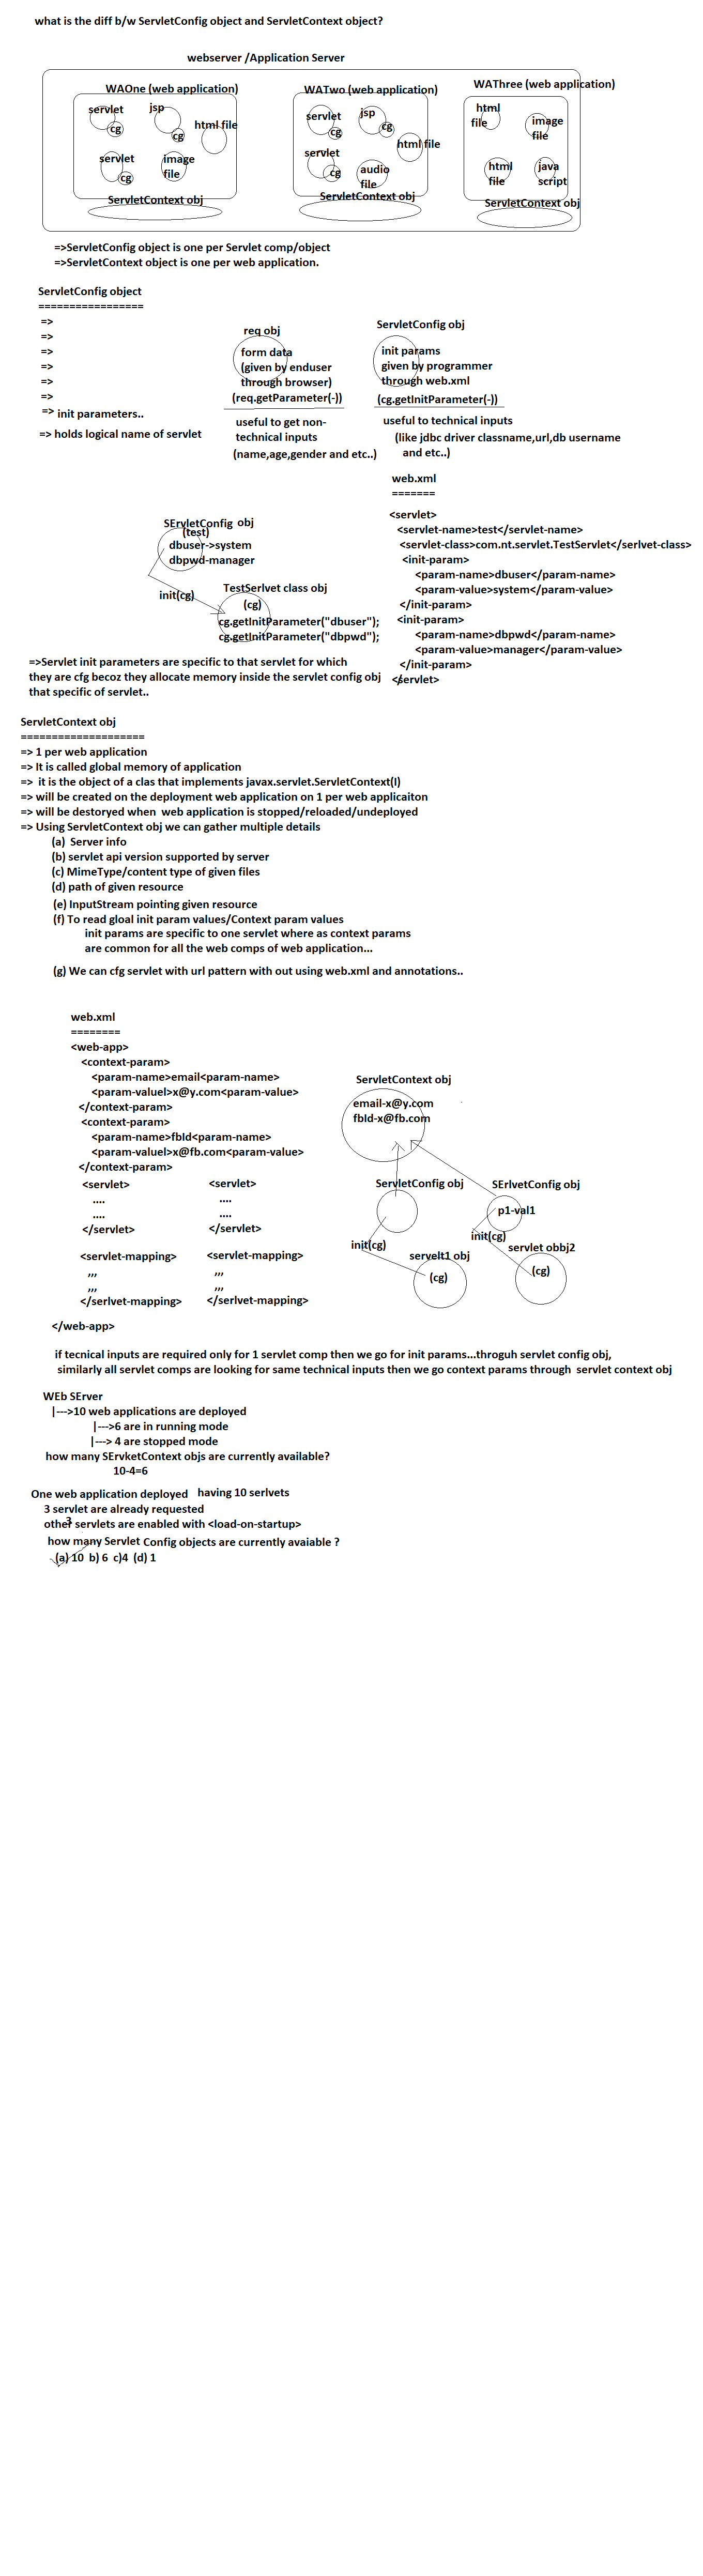 what is the diff b/w ServletConfig object and ServletContext object?
webserver /Application Server
WAOne (web application)
servlet
cg
jsp
cg
html file
servlet
cg
image
file
ServletContext obj
WATwo (web application)
servlet
cg
jsp
cg
html file
servlet
cg
audio
file
ServletContext obj
WAThree (web application)
html
file
image
file
html
file
java
script
ServletContext obj
=>ServletConfig object is one per Servlet comp/object
=>ServletContext object is one per web application.
ServletConfig object
=================
=>
=>
=>
=>
=>
=>
=> init parameters..
=> holds logical name of servlet
req obj
form data
(given by enduser
through browser)
(req.getParameter(-))
useful to get non-
technical inputs
(name,age,gender and etc..)
ServletConfig obj
init params
given by programmer
through web.xml
(cg.getInitParameter(-))
useful to technical inputs
(like jdbc driver classname,url,db username
and etc..)
web.xml
=======
<servlet>
<servlet-name>test</servlet-name>
<servlet-class>com.nt.servlet.TestServlet</serlvet-class>
<init-param>
<param-name>dbuser</param-name>
<param-value>system</param-value>
</init-param>
<init-param>
<param-name>dbpwd</param-name>
<param-value>manager</param-value>
</init-param>
</servlet>
SErvletConfig obj
(test)
dbuser->system
dbpwd-manager
init(cg)
TestSerlvet class obj
(cg)
cg.getInitParameter("dbuser");
cg.getInitParameter("dbpwd");
=>Servlet init parameters are specific to that servlet for which
they are cfg becoz they allocate memory inside the servlet config obj
that specific of servlet..
ServletContext obj
====================
=> 1 per web application
=> It is called global memory of application
=> it is the object of a clas that implements javax.servlet.ServletContext(I)
=> will be created on the deployment web application on 1 per web applicaiton
=> will be destoryed when web application is stopped/reloaded/undeployed
=> Using ServletContext obj we can gather multiple details
(a) Server info
(b) servlet api version supported by server
(c) MimeType/content type of given files
(d) path of given resource
(e) InputStream pointing given resource
(f) To read gloal init param values/Context param values
init params are specific to one servlet where as context params
are common for all the web comps of web application...
(g) We can cfg servlet with url pattern with out using web.xml and annotations..
web.xml
========
<web-app>
<context-param>
<param-name>email<param-name>
<param-valuel>x@y.com<param-value>
</context-param>
<context-param>
<param-name>fbId<param-name>
<param-valuel>x@fb.com<param-value>
</context-param>
<servlet>
....
....
</servlet>
<servlet>
....
....
</servlet>
<servlet-mapping>
,,,
,,,
</serlvet-mapping>
<servlet-mapping>
,,,
,,,
</serlvet-mapping>
</web-app>
ServletContext obj
email-x@y.com
fbId-x@fb.com
ServletConfig obj
SErlvetConfig obj
p1-val1
init(cg)
init(cg)
servelt1 obj
(cg)
servlet obbj2
(cg)
if tecnical inputs are required only for 1 servlet comp then we go for init params...throguh servlet config obj,
similarly all servlet comps are looking for same technical inputs then we go context params through servlet context obj
WEb SErver
|--->10 web applications are deployed
|--->6 are in running mode
|---> 4 are stopped mode
how many SErvketContext objs are currently available?
10-4=6
One web application deployed having 10 serlvets
3 servlet are already requested
other servlets are enabled with <load-on-startup>
3
how many Servlet Config objects are currently avaiable ?
(a) 10 b) 6 c)4 (d) 1